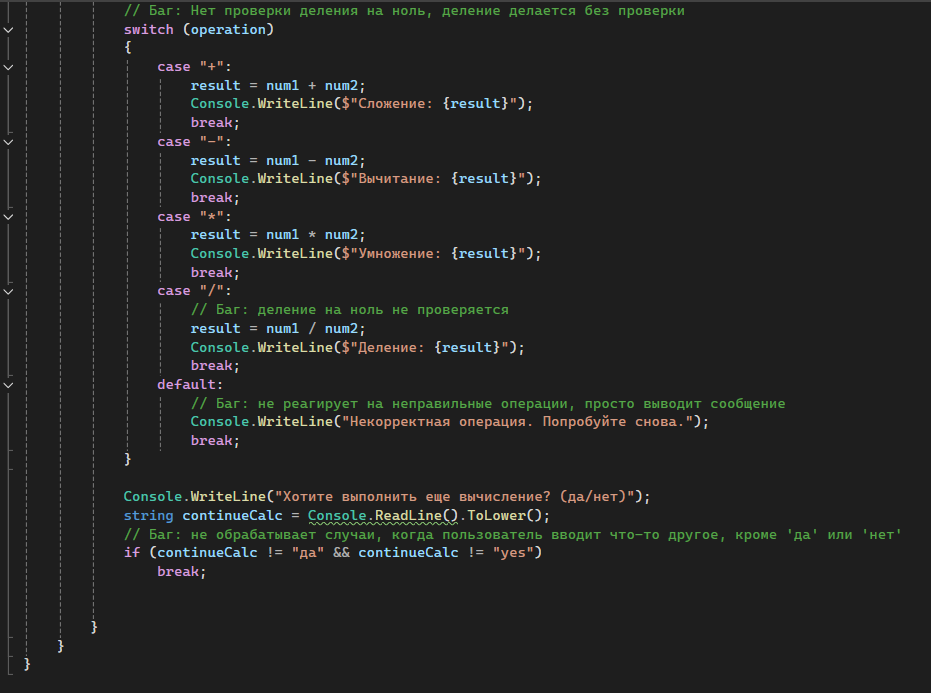 // Баг: Нет проверки деления на ноль, деление делается без проверки
switch (operation)
{
case "+":
result = num1 + num2;
Console.WriteLine($"Сложение: {result}");
break;
case "-":
result = num1 - num2;
Console.WriteLine($"Вычитание: {result}");
break;
case "*":
result = num1 * num2;
Console.WriteLine($"Умножение: {result}");
break;
case "/":
// Баг: деление на ноль не проверяется
result = num1 / num2;
Console.WriteLine($"Деление: {result}");
break;
default:
// Баг: не реагирует на неправильные операции, просто выводит сообщение
Console.WriteLine("Некорректная операция. Попробуйте снова.");
break;
}
Console.WriteLine("Хотите выполнить еще вычисление? (да/нет)");
string continueCalc = Console.ReadLine().ToLower();
// Баг: не обрабатывает случаи, когда пользователь вводит что-то другое, кроме 'да' или 'нет'
if (continueCalc != "да" && continueCalc != "yes")
break;
}
}
}